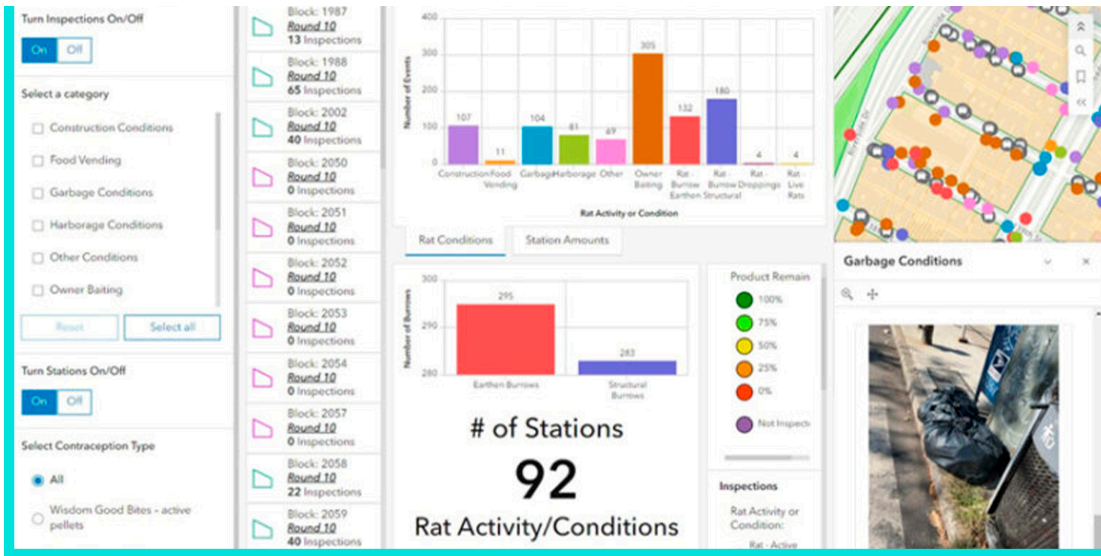 Turn Inspections On/Off
On Off
Select a category
Construction Conditions
Food Vending
Garbage Conditions
Harborage Conditions
Other Conditions
Owner Baiting
Reset Select all
Turn Stations On/Off
On Off
Select Contraception Type
All
Wisdom Good Bites - active
pellets
Block: 1987
Round 10
13 Inspections
Block: 1988
Round 10
65 Inspections
Block: 2002
Round 10
40 Inspections
Block: 2050
Round 10
0 Inspections
Block: 2051
Round 10
0 Inspections
Block: 2052
Round 10
0 Inspections
Block: 2053
Round 10
0 Inspections
Block: 2054
Round 10
0 Inspections
Block: 2057
Round 10
0 Inspections
Block: 2058
Round 10
22 Inspections
Block: 2059
Round 10
40 Inspections
Number of Events
400
300
200
100
0
107
11
104
81
69
305
132
180
4
4
Construction
Food
Vending
Garbage
Harborage
Other
Owner
Baiting
Rat -
Burrow
Earthen
Rat -
Burrow
Structural
Rat -
Droppings
Rat -
Live
Rats
Rat Activity or Condition
Rat Conditions Station Amounts
Number of Burrows
300
290
280
295
283
Earthen Burrows
Structural
Burrows
# of Stations
92
Rat Activity/Conditions
Product Remain
100%
75%
50%
25%
0%
Not Inspect
Inspections
Rat Activity or
Condition:
Rat - Active
Riverside Dr
Garbage Conditions